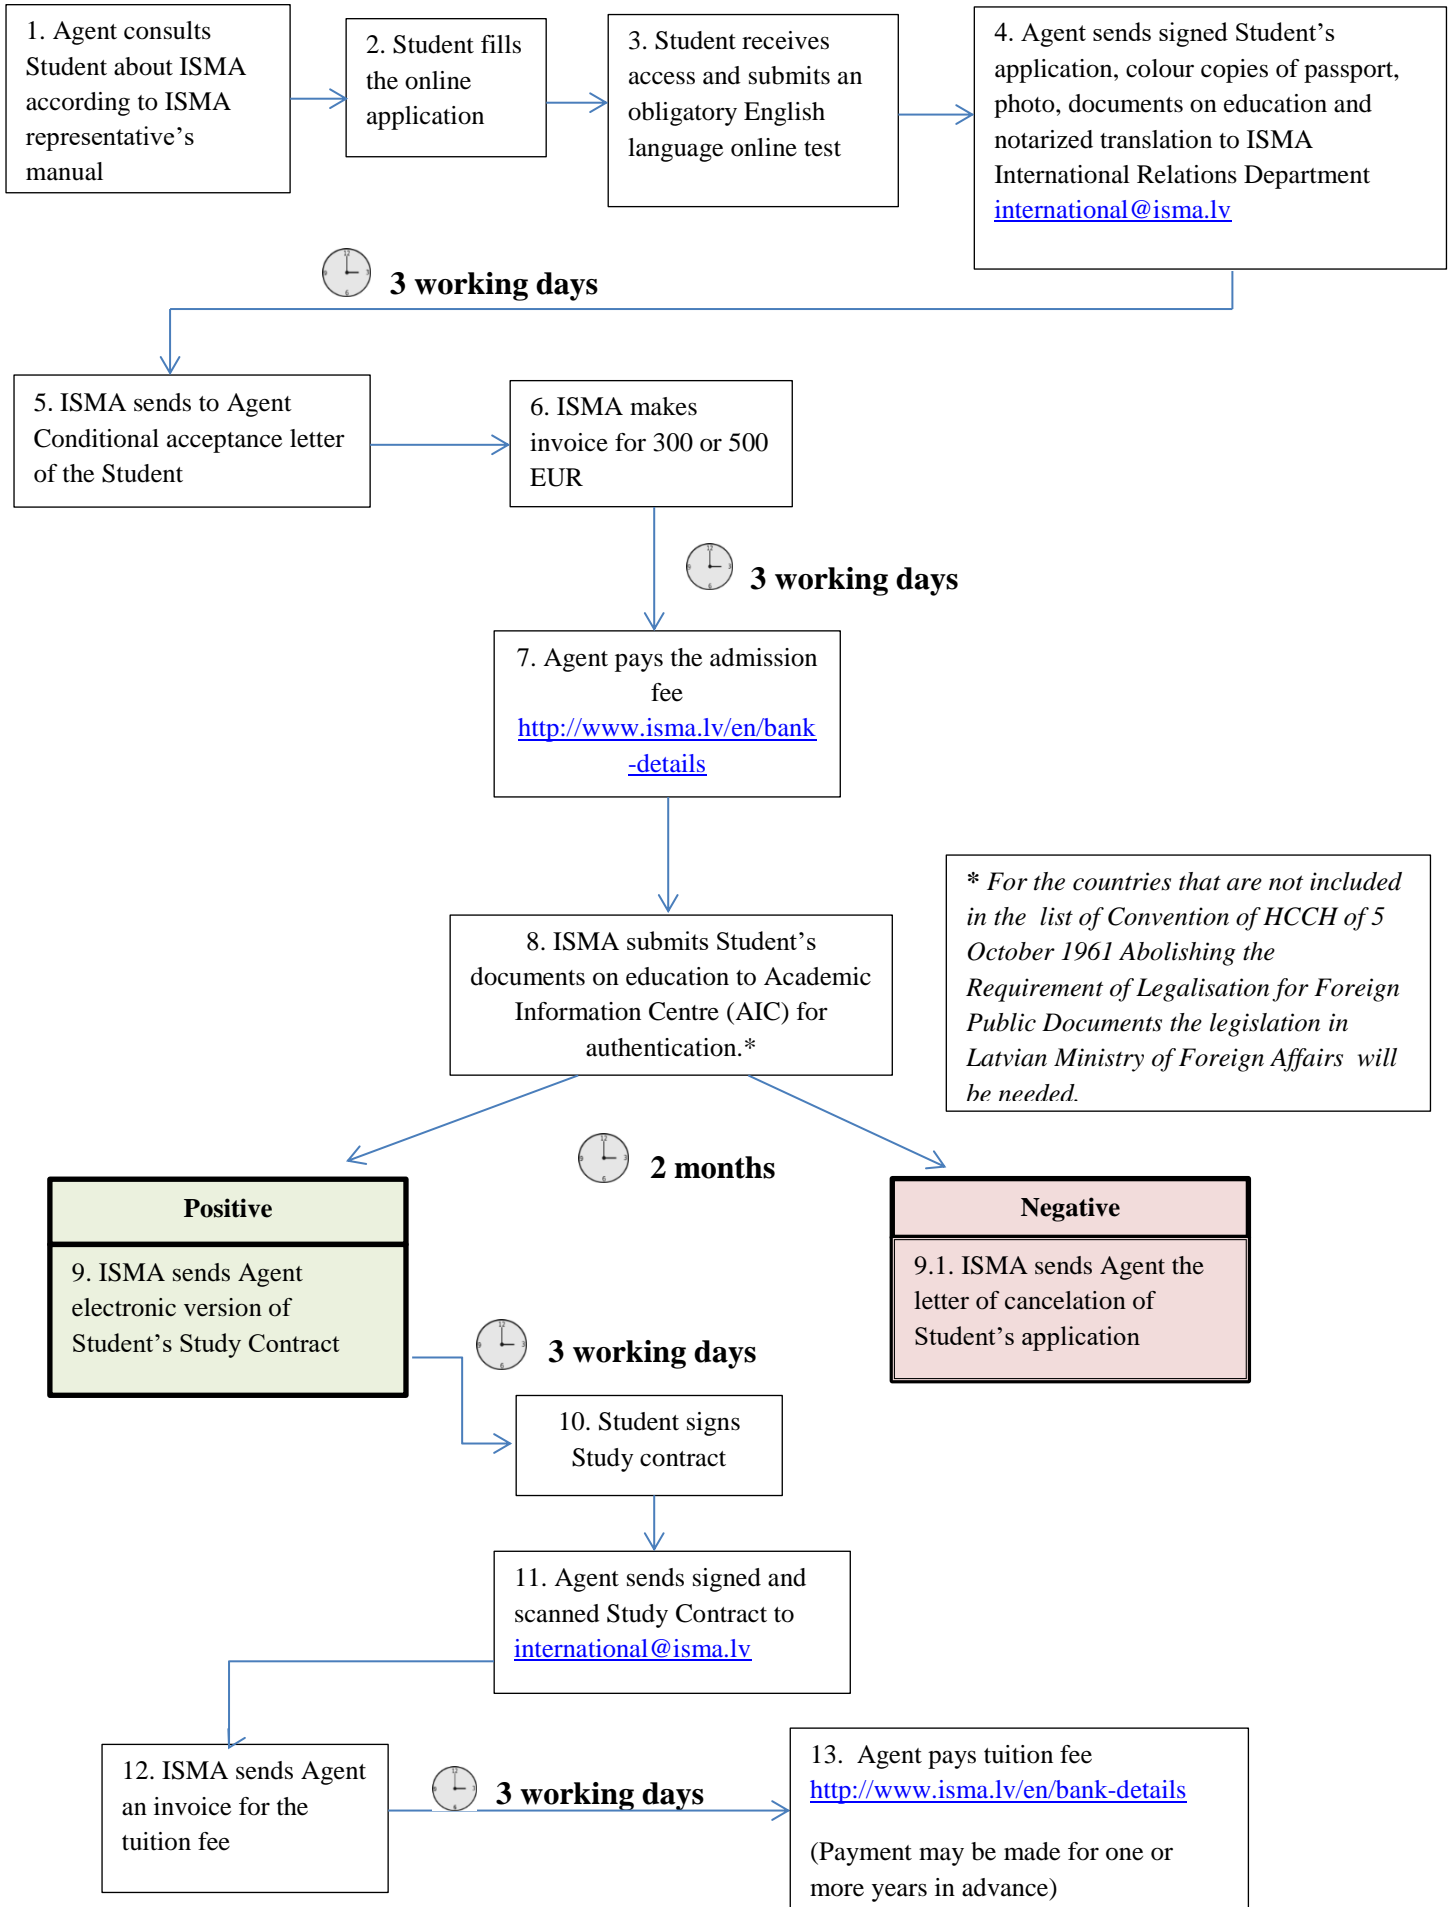 1. Agent consults
Student about ISMA
according to ISMA
representative’s
manual
2. Student fills
the online
application
3. Student receives
access and submits an
obligatory English
language online test
4. Agent sends signed Student’s
application, colour copies of passport,
photo, documents on education and
notarized translation to ISMA
International Relations Department
international@isma.lv
3 working days
5. ISMA sends to Agent
Conditional acceptance letter
of the Student
6. ISMA makes
invoice for 300 or 500
EUR
3 working days
7. Agent pays the admission
fee
http://www.isma.lv/en/bank
-details
8. ISMA submits Student’s
documents on education to Academic
Information Centre (AIC) for
authentication.*
* For the countries that are not included
in the list of Convention of HCCH of 5
October 1961 Abolishing the
Requirement of Legalisation for Foreign
Public Documents the legislation in
Latvian Ministry of Foreign Affairs will
be needed.
2 months
Positive
9. ISMA sends Agent
electronic version of
Student’s Study Contract
Negative
9.1. ISMA sends Agent the
letter of cancelation of
Student’s application
3 working days
10. Student signs
Study contract
11. Agent sends signed and
scanned Study Contract to
international@isma.lv
12. ISMA sends Agent
an invoice for the
tuition fee
3 working days
13. Agent pays tuition fee
http://www.isma.lv/en/bank-details
(Payment may be made for one or
more years in advance)